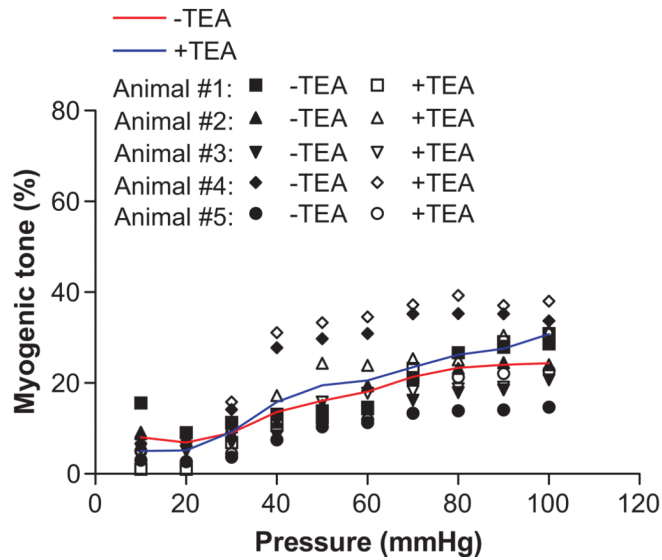 -TEA
+TEA
Animal #1: -TEA +TEA
Animal #2: -TEA +TEA
Animal #3: -TEA +TEA
Animal #4: -TEA +TEA
Animal #5: -TEA +TEA
80
60
40
20
0
Myogenic tone (%)
0 20 40 60 80 100 120
Pressure (mmHg)